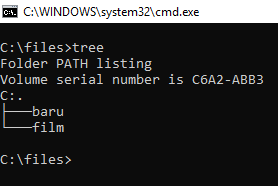 C:\WINDOWS\system32\cmd.exe
C:\files>tree
Folder PATH listing
Volume serial number is C6A2-ABB3
C:.
├───baru
└───film
C:\files>